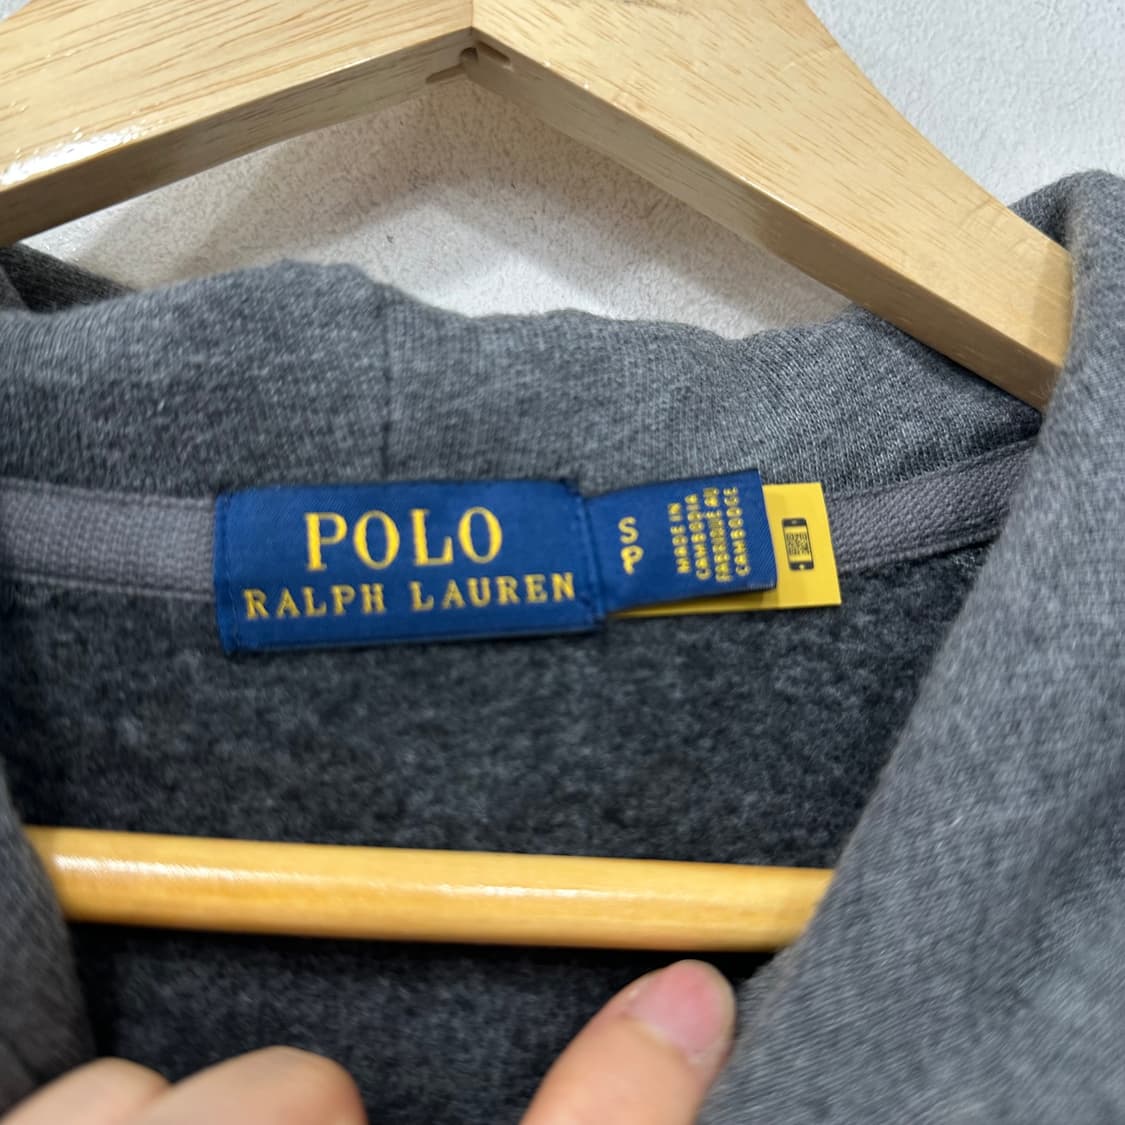 POLO
RALPH LAUREN
S
P
MADE IN
CAMBODIA
FABRIQUÉ AU
CAMBODGE